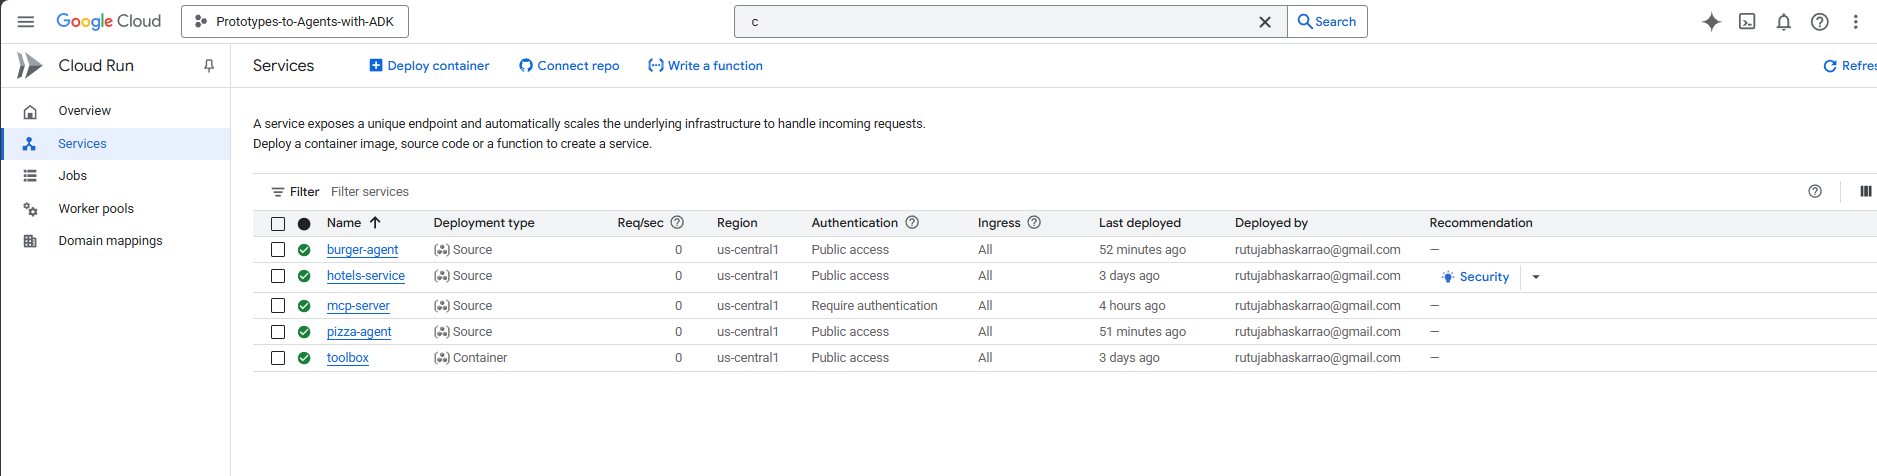 Google Cloud Prototypes-to-Agents-with-ADK c Search
Cloud Run Services Deploy container Connect repo Write a function Refres
Overview
Services
Jobs
Worker pools
Domain mappings
A service exposes a unique endpoint and automatically scales the underlying infrastructure to handle incoming requests.
Deploy a container image, source code or a function to create a service.
Filter Filter services
Name Deployment type Req/sec Region Authentication Ingress Last deployed Deployed by Recommendation
burger-agent Source 0 us-central1 Public access All 52 minutes ago rutujabhaskarrao@gmail.com —
hotels-service Source 0 us-central1 Public access All 3 days ago rutujabhaskarrao@gmail.com Security
mcp-server Source 0 us-central1 Require authentication All 4 hours ago rutujabhaskarrao@gmail.com —
pizza-agent Source 0 us-central1 Public access All 51 minutes ago rutujabhaskarrao@gmail.com —
toolbox Container 0 us-central1 Public access All 3 days ago rutujabhaskarrao@gmail.com —